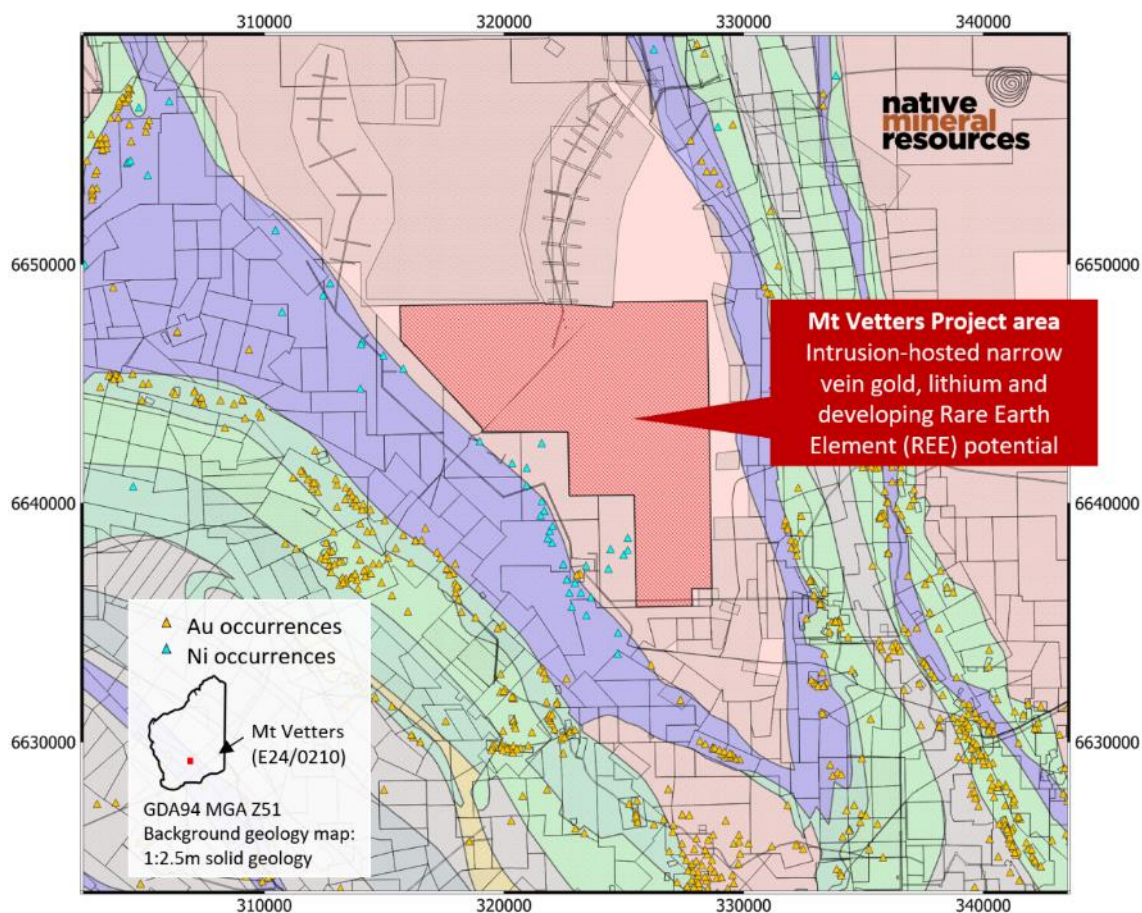 310000 320000 330000 340000
native
mineral
resources
6650000 6650000
Mt Vetters Project area
Intrusion-hosted narrow
vein gold, lithium and
developing Rare Earth
Element (REE) potential
6640000 6640000
Au occurrences
Ni occurrences
Mt Vetters
(E24/0210)
6630000 6630000
GDA94 MGA Z51
Background geology map:
1:2.5m solid geology
310000 320000 330000 340000